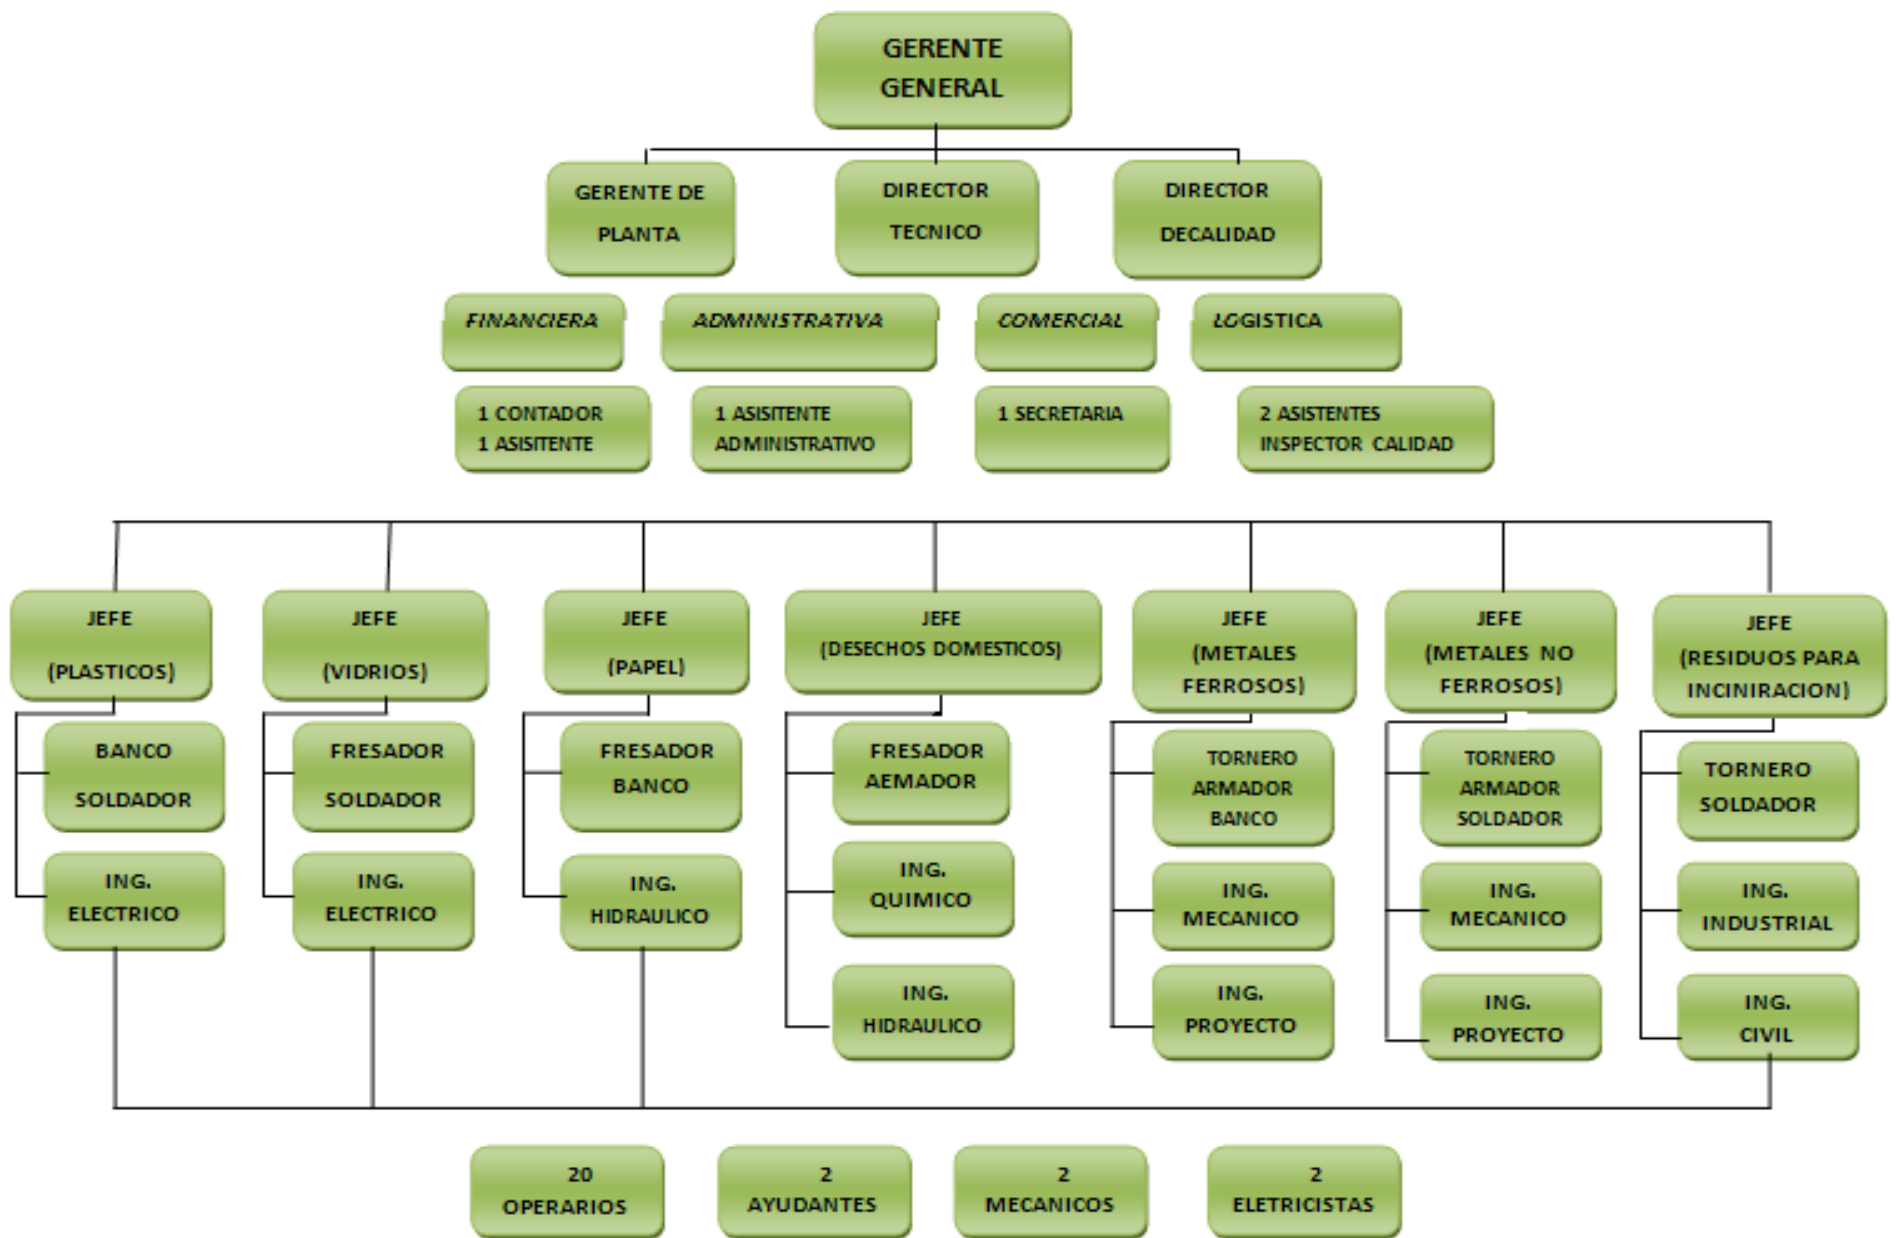 GERENTE
GENERAL
GERENTE DE
PLANTA
DIRECTOR
TECNICO
DIRECTOR
DECALIDAD
FINANCIERA
ADMINISTRATIVA
COMERCIAL
LOGISTICA
1 CONTADOR
1 ASISITENTE
1 ASISITENTE
ADMINISTRATIVO
1 SECRETARIA
2 ASISTENTES
INSPECTOR CALIDAD
JEFE
(PLASTICOS)
JEFE
(VIDRIOS)
JEFE
(PAPEL)
JEFE
(DESECHOS DOMESTICOS)
JEFE
(METALES
FERROSOS)
JEFE
(METALES NO
FERROSOS)
JEFE
(RESIDUOS PARA
INCINIRACION)
BANCO
SOLDADOR
FRESADOR
SOLDADOR
FRESADOR
BANCO
FRESADOR
AEMADOR
TORNERO
ARMADOR
BANCO
TORNERO
ARMADOR
SOLDADOR
TORNERO
SOLDADOR
ING.
ELECTRICO
ING.
ELECTRICO
ING.
HIDRAULICO
ING.
QUIMICO
ING.
MECANICO
ING.
MECANICO
ING.
INDUSTRIAL
ING.
HIDRAULICO
ING.
PROYECTO
ING.
PROYECTO
ING.
CIVIL
20
OPERARIOS
2
AYUDANTES
2
MECANICOS
2
ELETRICISTAS